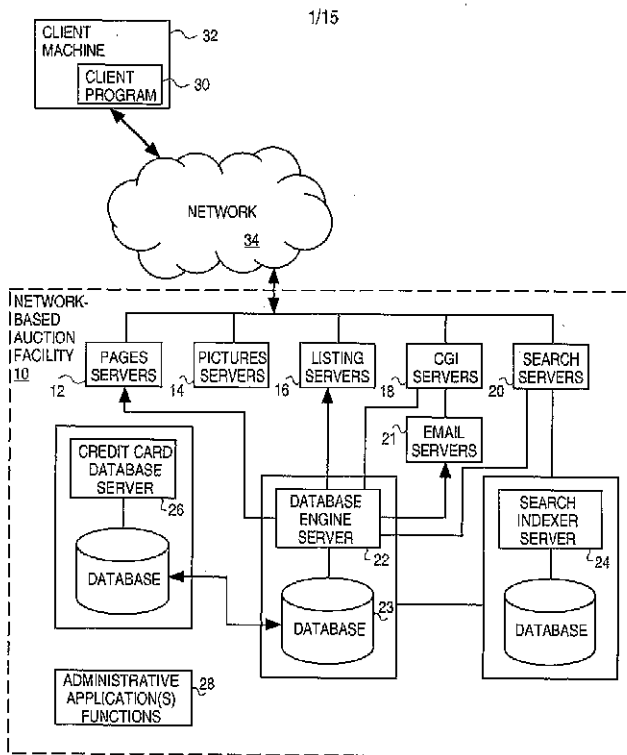 1/15
CLIENT
MACHINE
32
CLIENT
PROGRAM
30
NETWORK
34
NETWORK-
BASED
AUCTION
FACILITY
10
PAGES
SERVERS
12
PICTURES
SERVERS
14
LISTING
SERVERS
16
CGI
SERVERS
18
SEARCH
SERVERS
20
21
EMAIL
SERVERS
CREDIT CARD
DATABASE
SERVER
26
DATABASE
DATABASE
ENGINE
SERVER
22
23
DATABASE
SEARCH
INDEXER
SERVER
24
DATABASE
ADMINISTRATIVE
APPLICATION(S)
FUNCTIONS
28